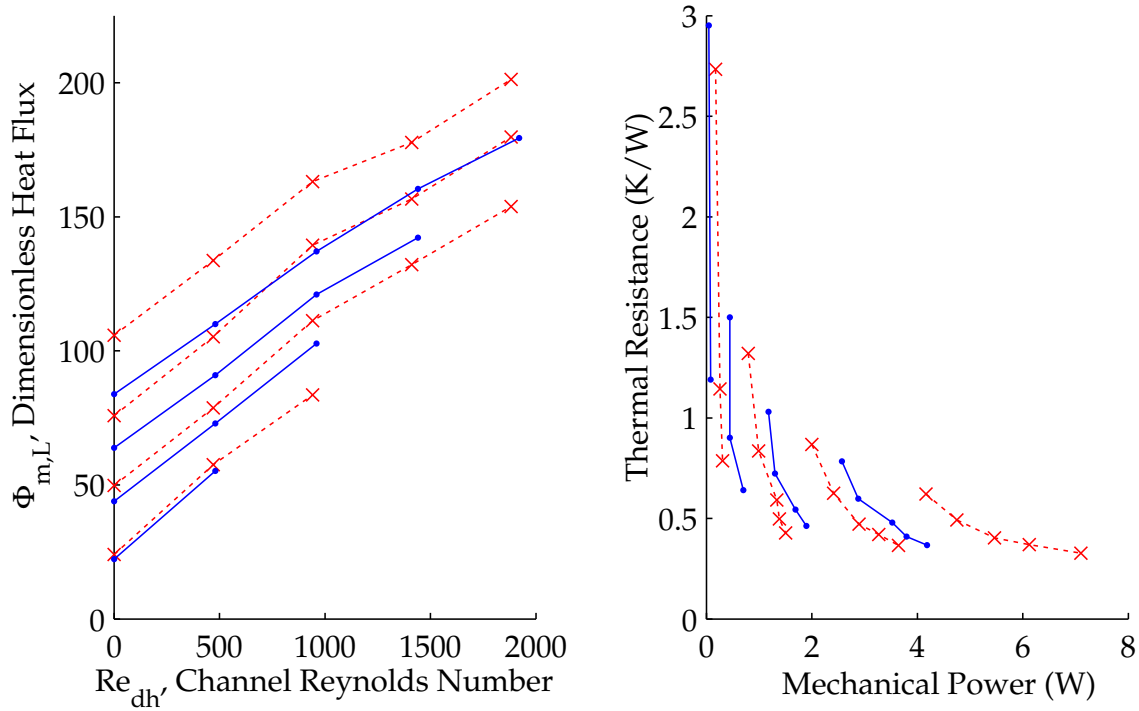 Φm,L, Dimensionless Heat Flux
200
150
100
50
0
0 500 1000 1500 2000
Redh, Channel Reynolds Number
Thermal Resistance (K/W)
3
2.5
2
1.5
1
0.5
0
0 2 4 6 8
Mechanical Power (W)